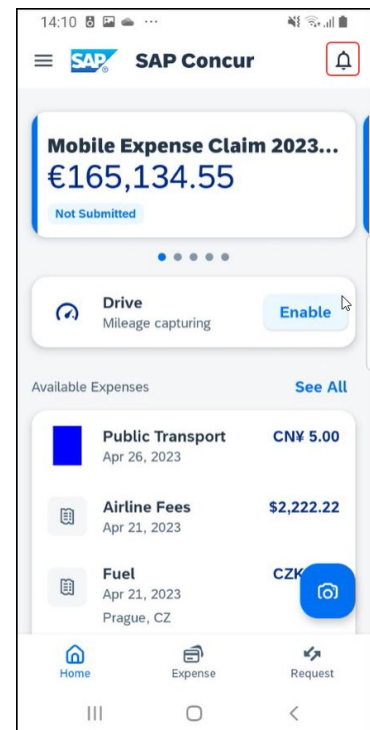 14:10
SAP SAP Concur
Mobile Expense Claim 2023...
€165,134.55
Not Submitted
Drive
Mileage capturing
Enable
Available Expenses
See All
Public Transport
CN¥ 5.00
Apr 26, 2023
Airline Fees
$2,222.22
Apr 21, 2023
Fuel
CZK
Apr 21, 2023
Prague, CZ
Home
Expense
Request